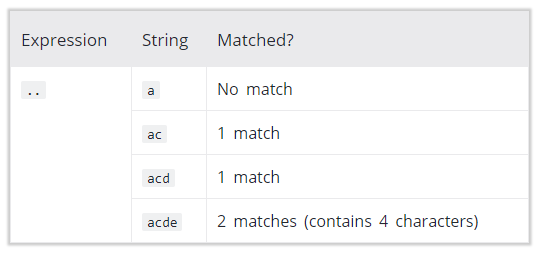 Expression String Matched?
.. a No match
ac 1 match
acd 1 match
acde 2 matches (contains 4 characters)